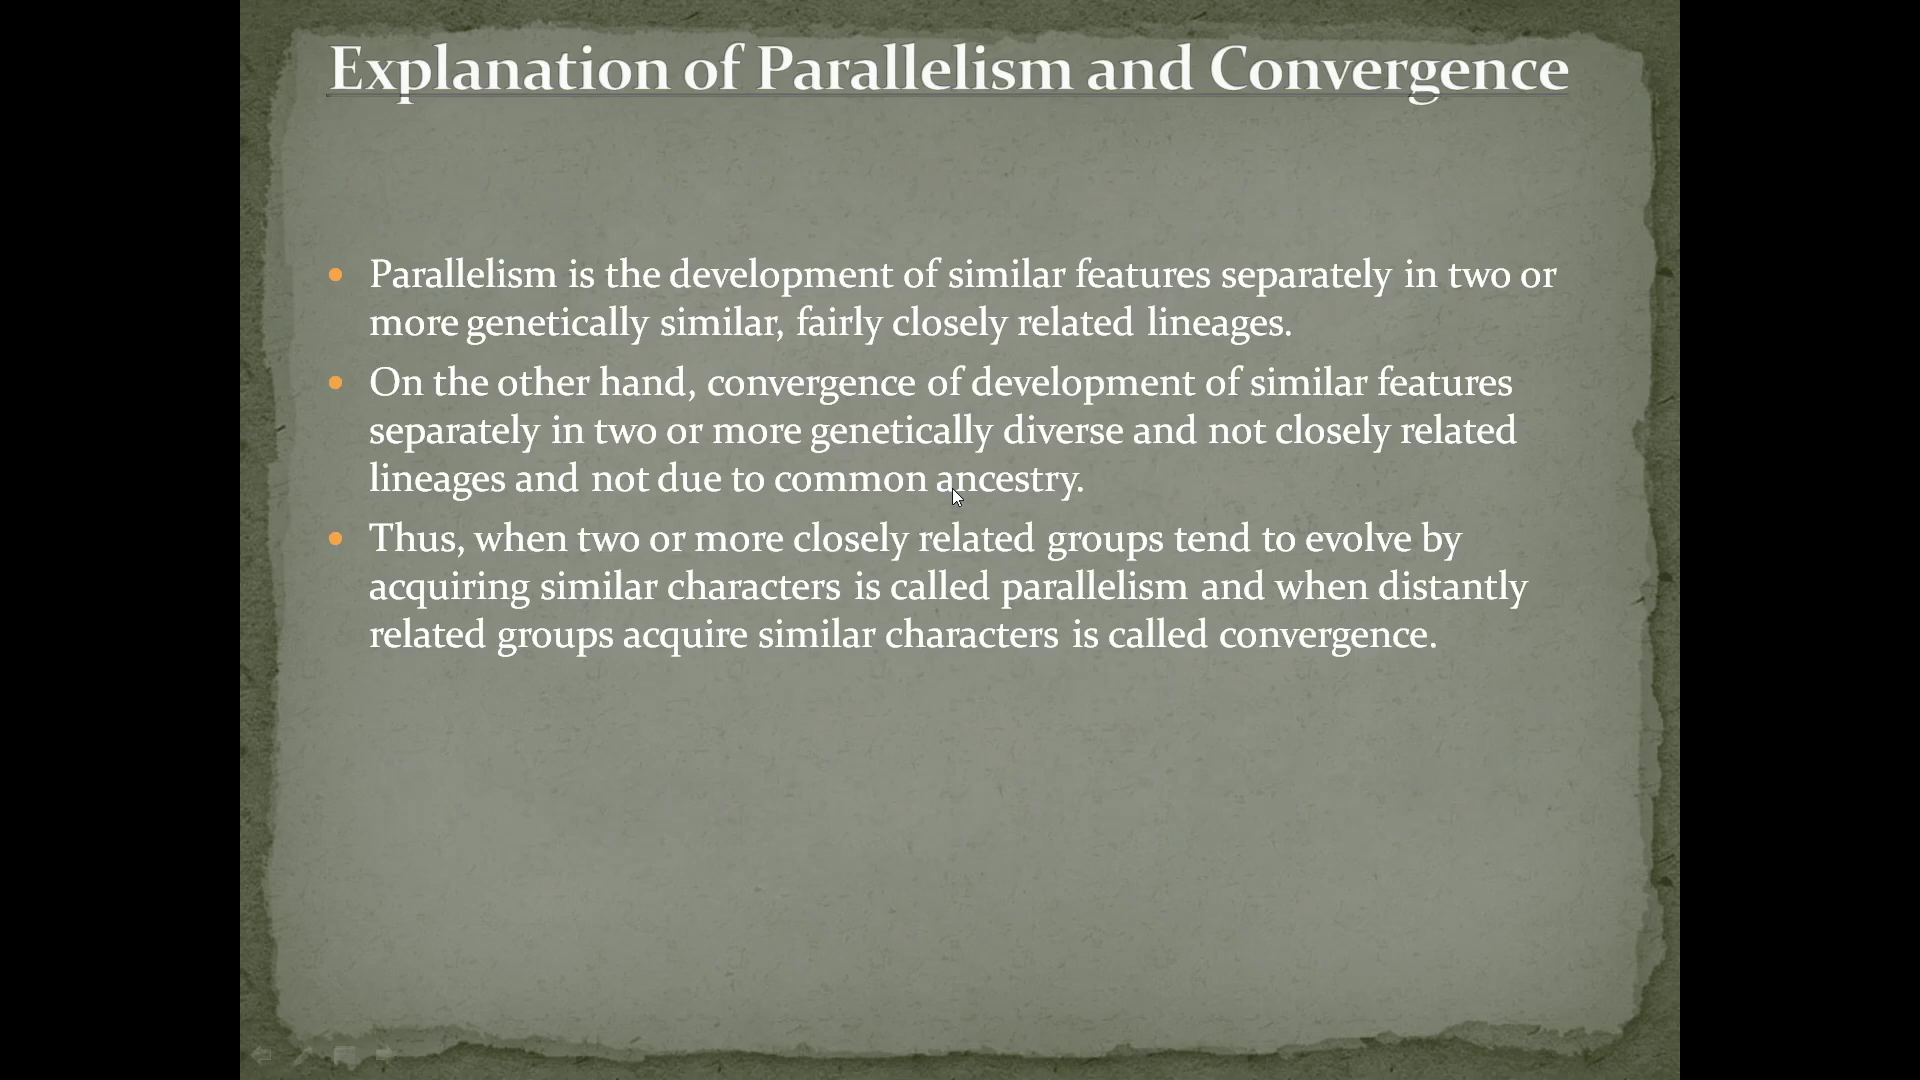 Explanation of Parallelism and Convergence
Parallelism is the development of similar features separately in two or
more genetically similar, fairly closely related lineages.
On the other hand, convergence of development of similar features
separately in two or more genetically diverse and not closely related
lineages and not due to common ancestry.
Thus, when two or more closely related groups tend to evolve by
acquiring similar characters is called parallelism and when distantly
related groups acquire similar characters is called convergence.